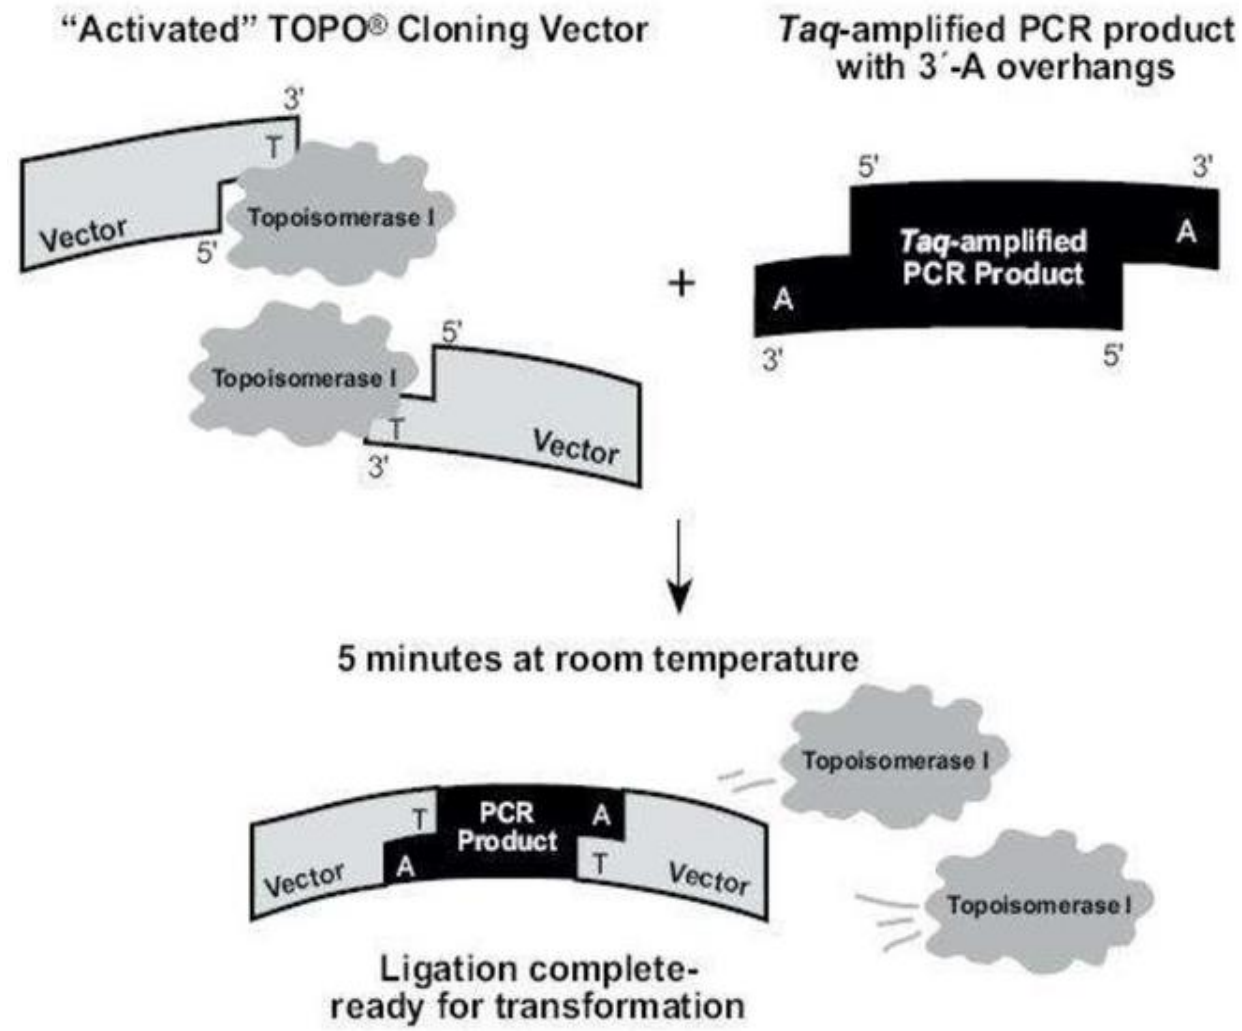 “Activated” TOPO® Cloning Vector
Taq-amplified PCR product
with 3´-A overhangs
3'
T
Topoisomerase I
Vector
5'
5'
3'
Taq-amplified
PCR Product
A
A
3'
5'
+
5'
Topoisomerase I
T
Vector
3'
5 minutes at room temperature
Topoisomerase I
T
PCR
Product
A
Vector
A
T
Vector
Topoisomerase I
Ligation complete-
ready for transformation